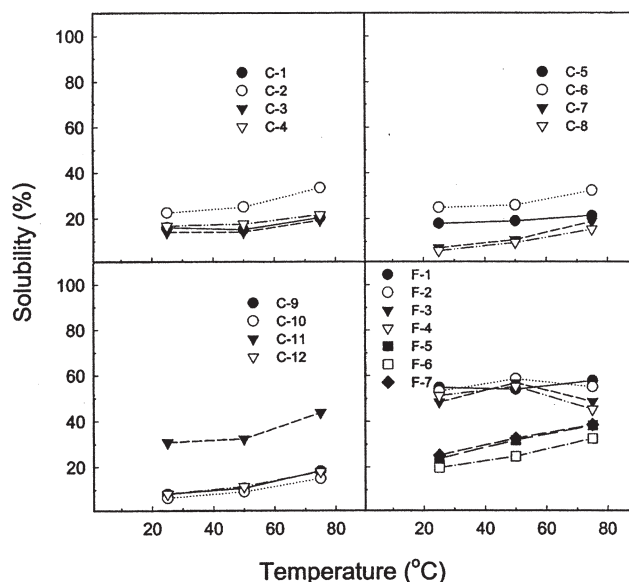 100
80
60
40
20
C-1
C-2
C-3
C-4
C-5
C-6
C-7
C-8
Solubility (%)
100
80
60
40
20
C-9
C-10
C-11
C-12
F-1
F-2
F-3
F-4
F-5
F-6
F-7
20 40 60 80
20 40 60 80
Temperature (°C)